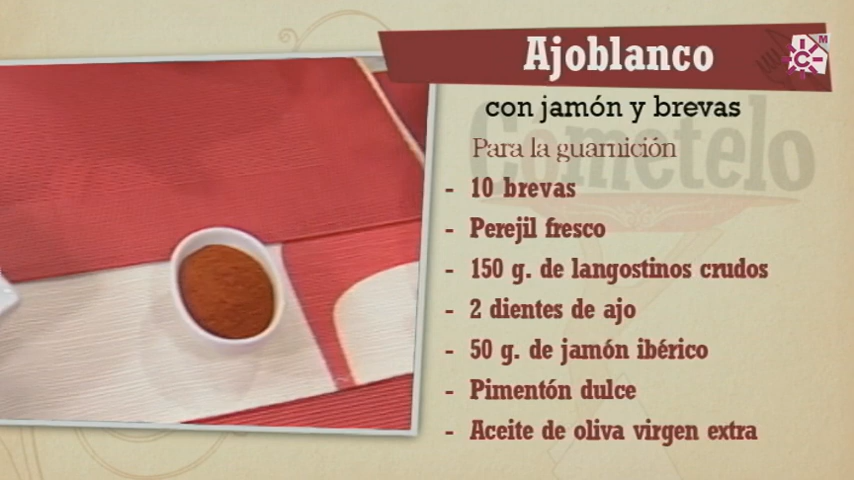 Ajoblanco
con jamón y brevas
Cometelo
Para la guarnición
- 10 brevas
- Perejil fresco
- 150 g. de langostinos crudos
- 2 dientes de ajo
- 50 g. de jamón ibérico
- Pimentón dulce
- Aceite de oliva virgen extra
C
M